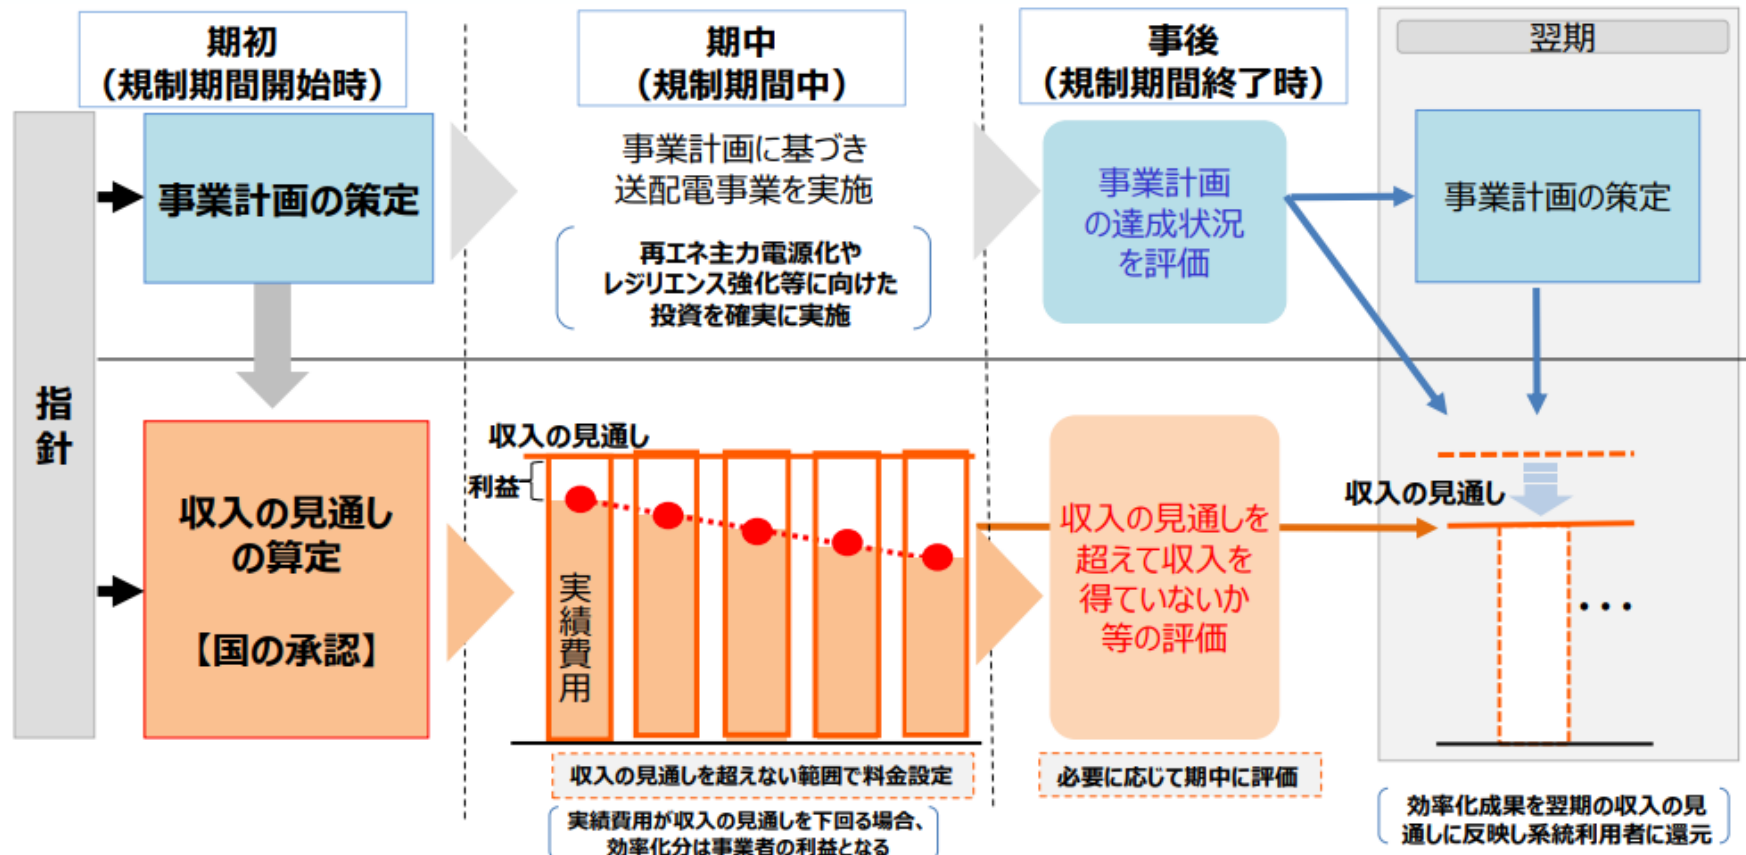 期初
（規制期間開始時）
期中
（規制期間中）
事後
（規制期間終了時）
翌期
指針
事業計画の策定
事業計画に基づき
送配電事業を実施
再エネ主力電源化や
レジリエンス強化等に向けた
投資を確実に実施
事業計画
の達成状況
を評価
事業計画の策定
収入の見通し
の算定
【国の承認】
収入の見通し
利益
実績費用
収入の見通しを
超えて収入を
得ていないか
等の評価
収入の見通し
・・・
収入の見通しを超えない範囲で料金設定
実績費用が収入の見通しを下回る場合、
効率化分は事業者の利益となる
必要に応じて期中に評価
効率化成果を翌期の収入の見
通しに反映し系統利用者に還元